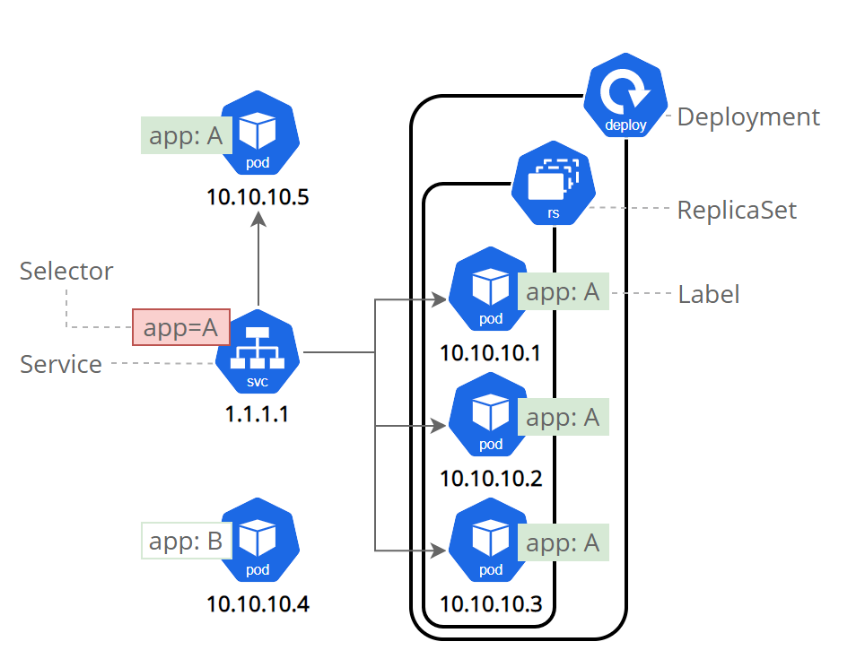 deploy
Deployment
app: A
pod
10.10.10.5
rs
ReplicaSet
Selector
app: A
Label
pod
app=A
10.10.10.1
Service
svc
1.1.1.1
app: A
pod
10.10.10.2
app: B
pod
10.10.10.4
app: A
pod
10.10.10.3